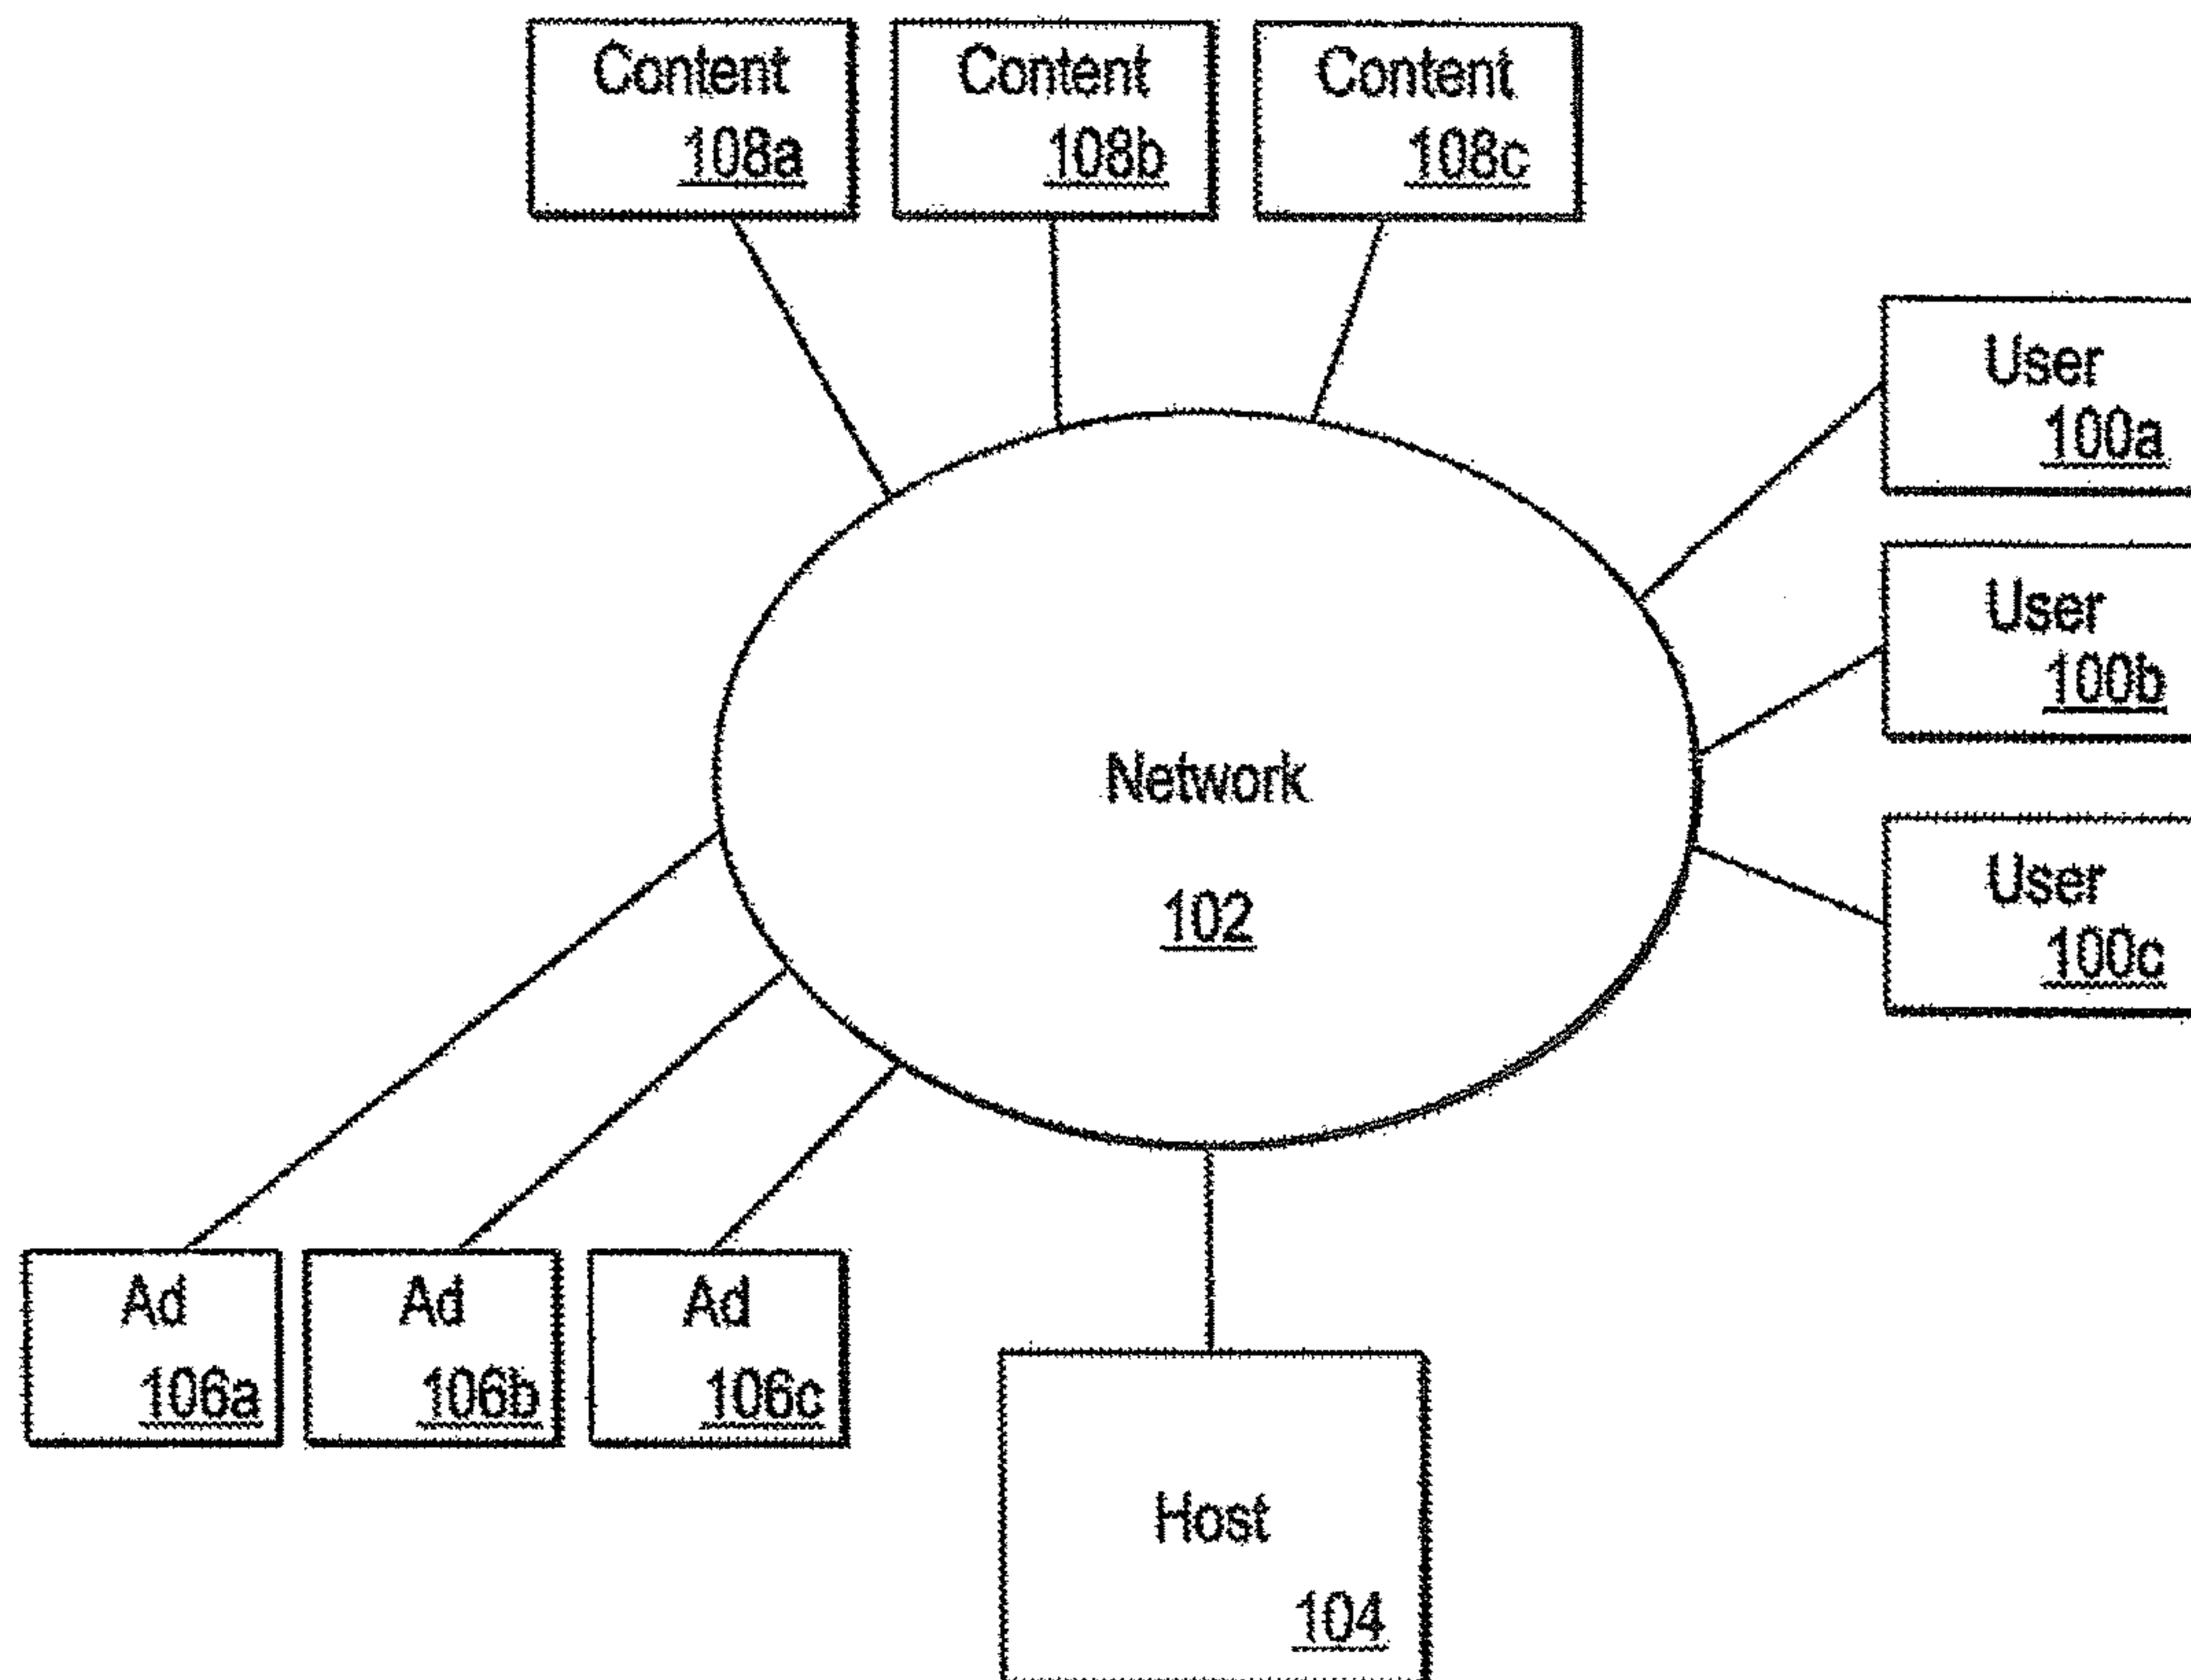 Content
108a
Content
108b
Content
108c
User
100a
User
100b
User
100c
Network
102
Ad
106a
Ad
106b
Ad
106c
Host
104